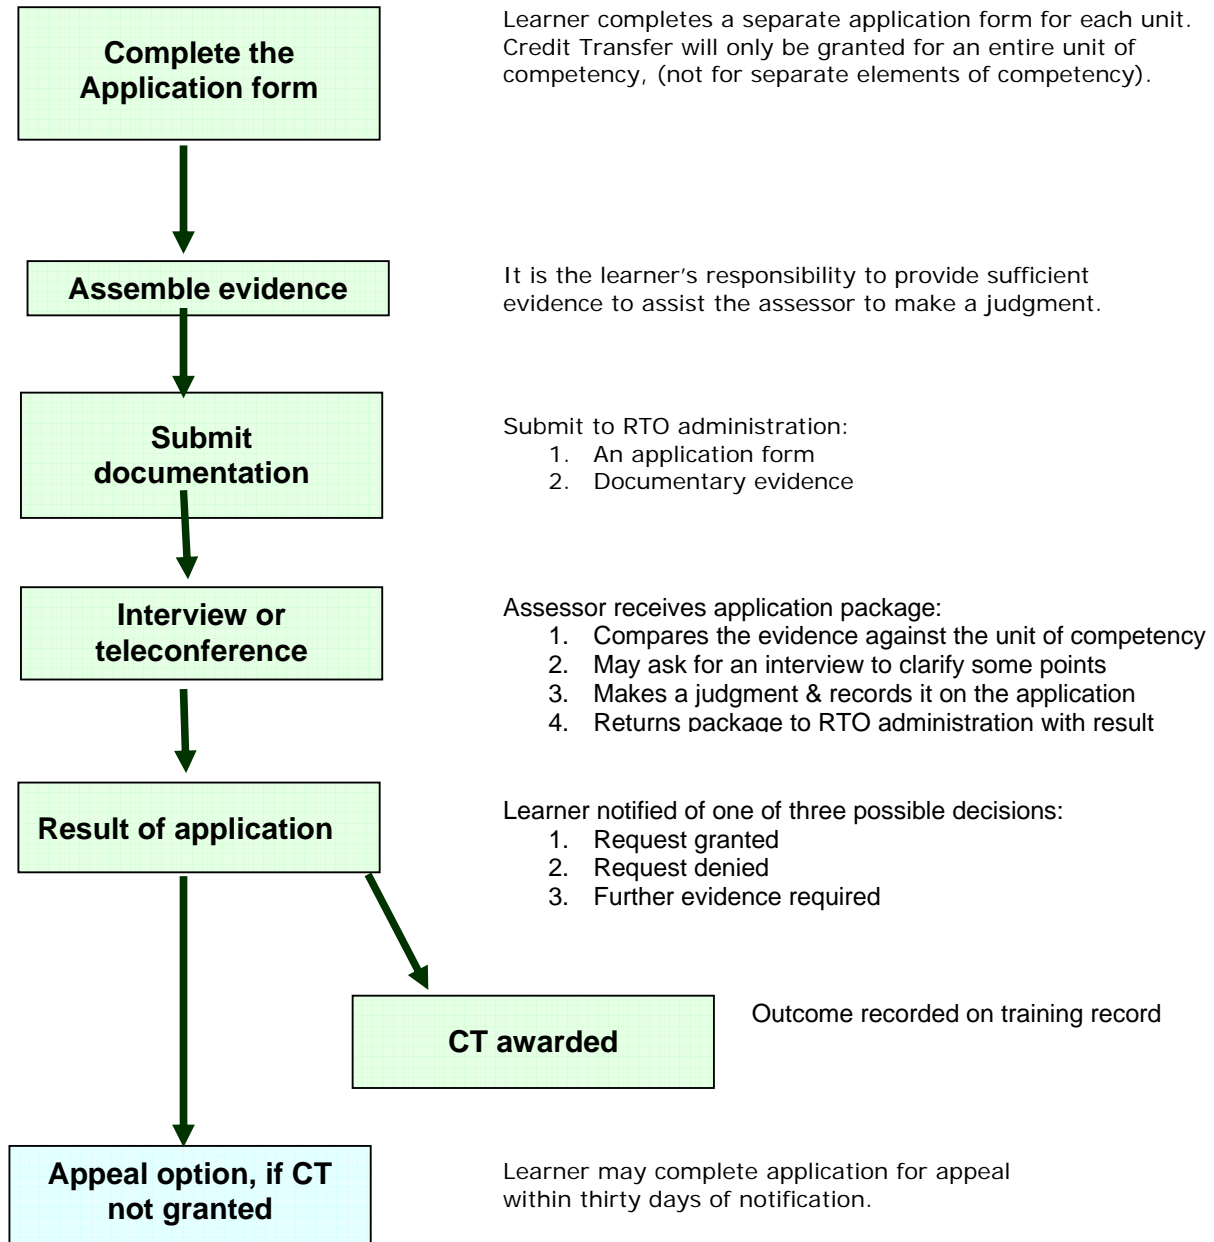 Complete the
Application form
Learner completes a separate application form for each unit.
Credit Transfer will only be granted for an entire unit of
competency, (not for separate elements of competency).
Assemble evidence
It is the learner's responsibility to provide sufficient
evidence to assist the assessor to make a judgment.
Submit
documentation
Submit to RTO administration:
1. An application form
2. Documentary evidence
Interview or
teleconference
Assessor receives application package:
1. Compares the evidence against the unit of competency
2. May ask for an interview to clarify some points
3. Makes a judgment & records it on the application
4. Returns package to RTO administration with result
Result of application
Learner notified of one of three possible decisions:
1. Request granted
2. Request denied
3. Further evidence required
CT awarded
Outcome recorded on training record
Appeal option, if CT
not granted
Learner may complete application for appeal
within thirty days of notification.